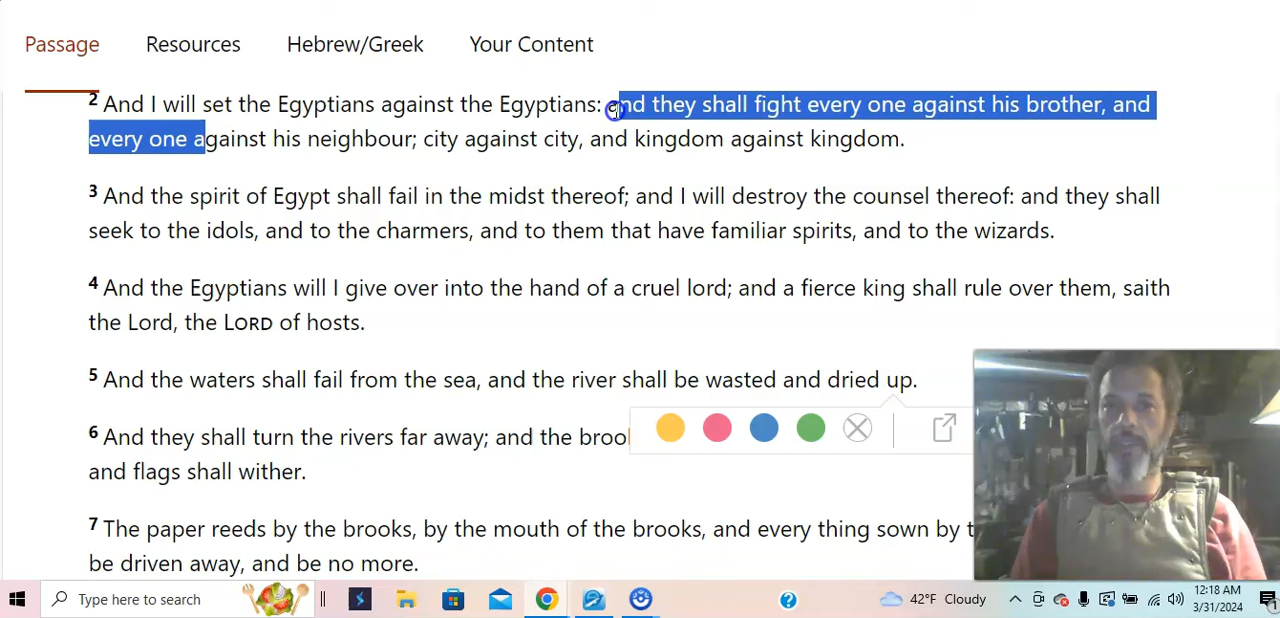 Passage Resources Hebrew/Greek Your Content
2 And I will set the Egyptians against the Egyptians: and they shall fight every one against his brother, and
every one against his neighbour; city against city, and kingdom against kingdom.
3 And the spirit of Egypt shall fail in the midst thereof; and I will destroy the counsel thereof: and they shall
seek to the idols, and to the charmers, and to them that have familiar spirits, and to the wizards.
4 And the Egyptians will I give over into the hand of a cruel lord; and a fierce king shall rule over them, saith
the Lord, the LORD of hosts.
5 And the waters shall fail from the sea, and the river shall be wasted and dried up.
6 And they shall turn the rivers far away; and the
and flags shall wither.
7 The paper reeds by the brooks, by the mouth of the brooks, and every thing sown by
be driven away, and be no more.
Type here to search
42°F Cloudy
12:18 AM
3/31/2024
1